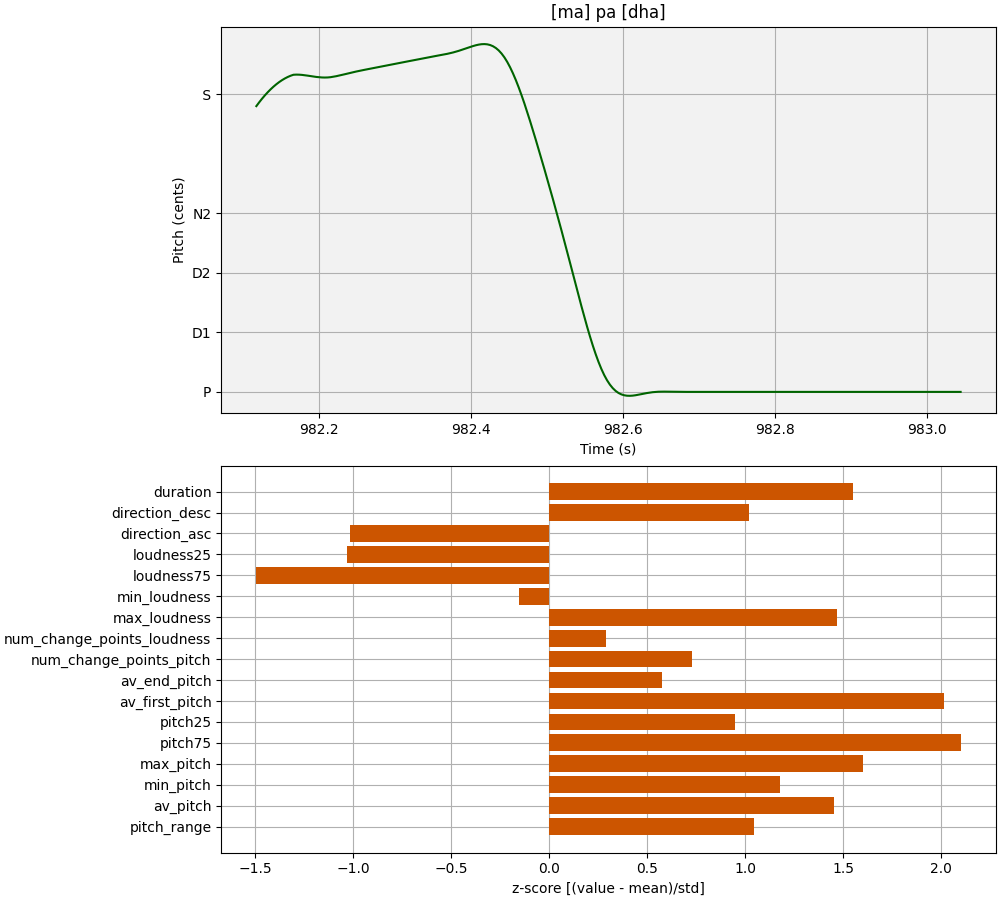 [ma] pa [dha]
S
N2
D2
D1
P
Pitch (cents)
982.2 982.4 982.6 982.8 983.0
Time (s)
duration
direction_desc
direction_asc
loudness25
loudness75
min_loudness
max_loudness
num_change_points_loudness
num_change_points_pitch
av_end_pitch
av_first_pitch
pitch25
pitch75
max_pitch
min_pitch
av_pitch
pitch_range
−1.5 −1.0 −0.5 0.0 0.5 1.0 1.5 2.0
z-score [(value - mean)/std]